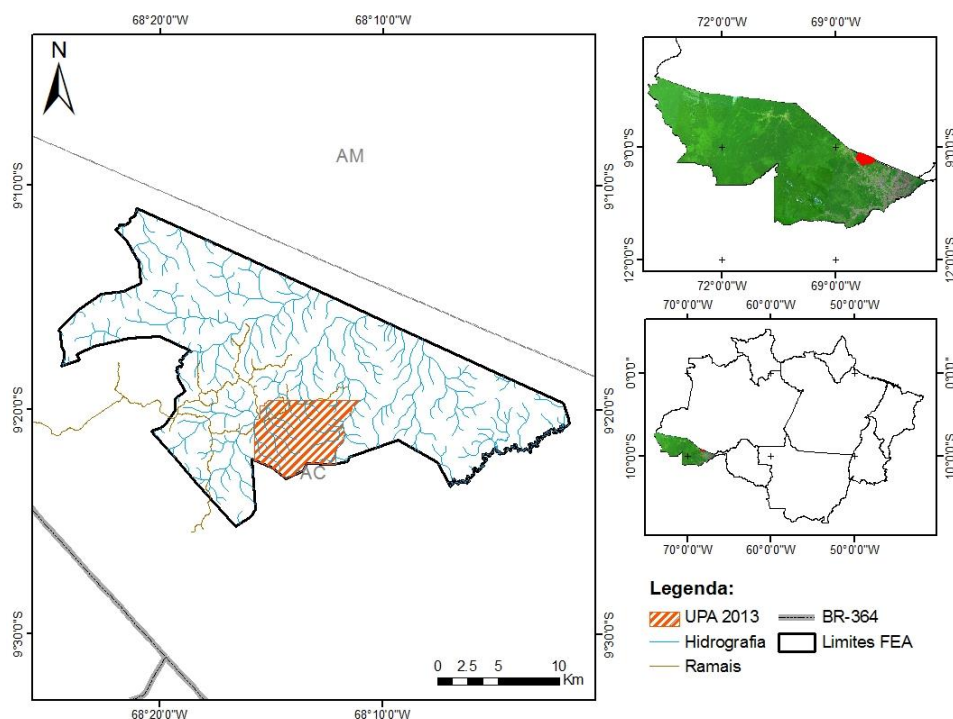 68°20'0"W
68°10'0"W
N
AM
9°10'0"S
9°10'0"S
9°20'0"S
9°20'0"S
AC
9°30'0"S
9°30'0"S
0 2.5 5 10
Km
68°20'0"W
68°10'0"W
72°0'0"W
69°0'0"W
9°0'0"S
9°0'0"S
12°0'0"S
12°0'0"S
72°0'0"W
69°0'0"W
70°0'0"W
60°0'0"W
50°0'0"W
0°0'0"
0°0'0"
10°0'0"S
10°0'0"S
70°0'0"W
60°0'0"W
50°0'0"W
Legenda:
UPA 2013
BR-364
Hidrografia
Limites FEA
Ramais